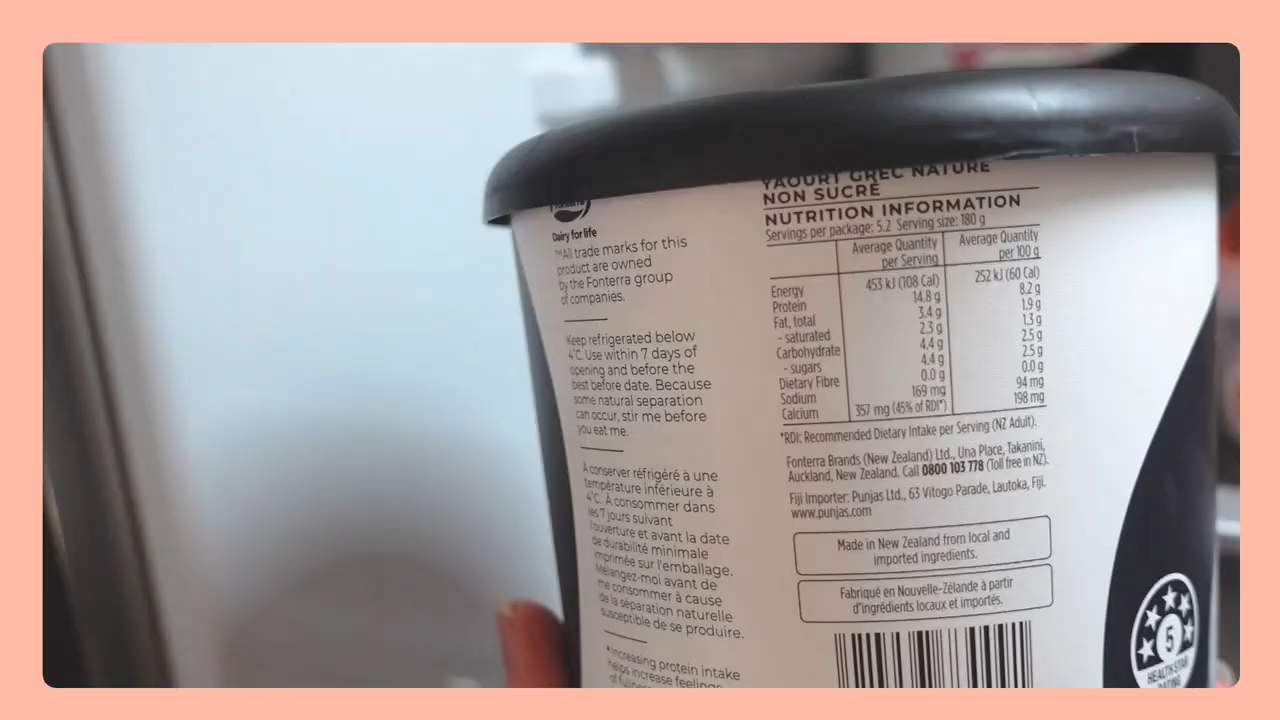 Dairy for life
™All trade marks for this
product are owned
by the Fonterra group
of companies.
Keep refrigerated below
4°C. Use within 7 days of
opening and before the
best before date. Because
some natural separation
can occur, stir me before
you eat me.
À conserver réfrigéré à une
température inférieure à
4°C. À consommer dans
les 7 jours suivant
l'ouverture et avant la date
de durabilité minimale
imprimée sur l'emballage.
Mélangez-moi avant de
me consommer à cause
de la séparation naturelle
susceptible de se produire.
*Increasing protein intake
helps increase feelings
of fullness
YAOURT GREC NATURE
NON SUCRÉ
NUTRITION INFORMATION
Servings per package: 5.2 Serving size: 180 g
Average Quantity per Serving Average Quantity per 100 g
Energy 453 kJ (108 Cal) 252 kJ (60 Cal)
Protein 14.8 g 8.2 g
Fat, total 3.4 g 1.9 g
- saturated 2.3 g 1.3 g
Carbohydrate 4.4 g 2.5 g
- sugars 4.4 g 2.5 g
Dietary Fibre 0.0 g 0.0 g
Sodium 169 mg 94 mg
Calcium 357 mg (45% of RDI*) 198 mg
*RDI: Recommended Dietary Intake per Serving (NZ Adult).
Fonterra Brands (New Zealand) Ltd., Una Place, Takanini,
Auckland, New Zealand. Call 0800 103 778 (Toll free in NZ).
Fiji Importer: Punjas Ltd., 63 Vitogo Parade, Lautoka, Fiji.
www.punjas.com
Made in New Zealand from local and
imported ingredients.
Fabriqué en Nouvelle-Zélande à partir
d'ingrédients locaux et importés.
5
HEALTH STAR
RATING